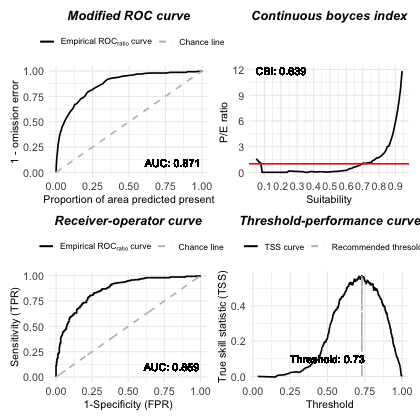 Modified ROC curve
Empirical ROCratio curve Chance line
1.00
0.75
0.50
0.25
0.00
1 - omission error
AUC: 0.871
0.00 0.25 0.50 0.75 1.00
Proportion of area predicted present
Continuous boyces index
CBI: 0.839
12
9
6
3
0
P/E ratio
0.1 0.2 0.3 0.4 0.5 0.6 0.7 0.8 0.9
Suitability
Receiver-operator curve
Empirical ROCratio curve Chance line
1.00
0.75
0.50
0.25
0.00
Sensitivity (TPR)
AUC: 0.869
0.00 0.25 0.50 0.75 1.00
1-Specificity (FPR)
Threshold-performance curve
TSS curve Recommended threshol
0.4
0.2
0.0
True skill statistic (TSS)
Threshold: 0.73
0.00 0.25 0.50 0.75 1.00
Threshold